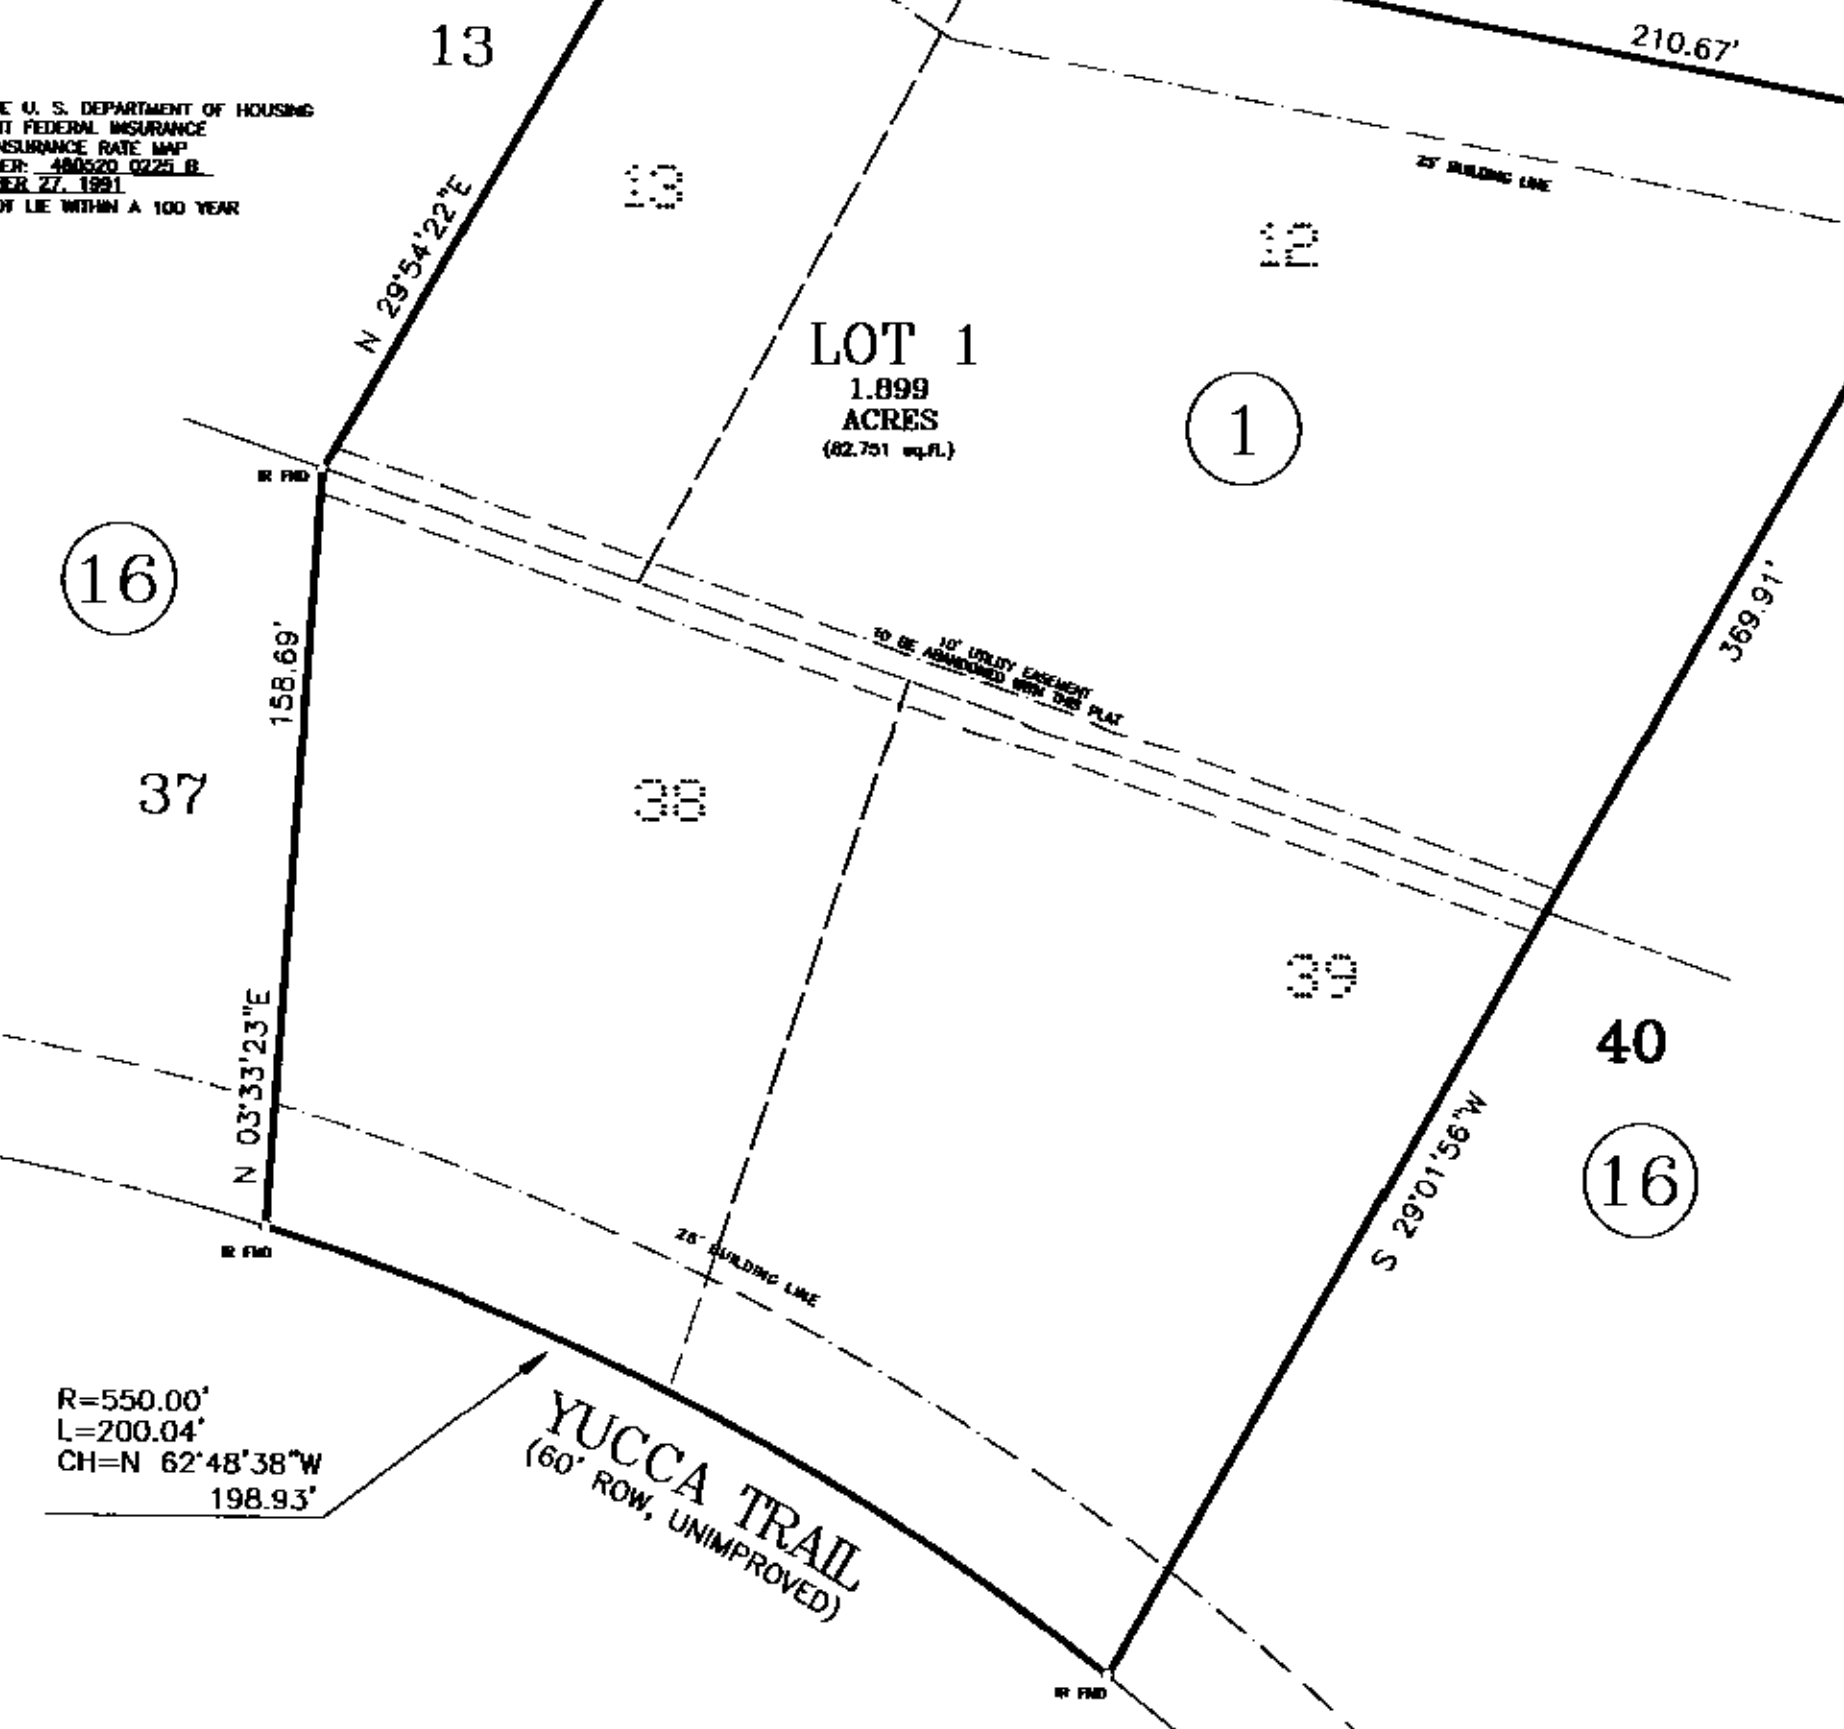 13
210.67'
E U. S. DEPARTMENT OF HOUSING
IT FEDERAL INSURANCE
NSURANCE RATE MAP
ER: 480520 0225 B
BER 27, 1991
OT LIE WITHIN A 100 YEAR
25' BUILDING LINE
13
12
N 29°54'22"E
LOT 1
1.899
ACRES
(82,751 sq.ft.)
1
IR FND
16
158.69'
369.91'
10' UTILITY EASEMENT
TO BE ABANDONED WITH THIS PLAT
37
38
39
40
N 03°33'23"E
S 29°01'56"W
16
IR FND
25' BUILDING LINE
R=550.00'
L=200.04'
CH=N 62°48'38"W
198.93'
YUCCA TRAIL
(60' ROW, UNIMPROVED)
IR FND